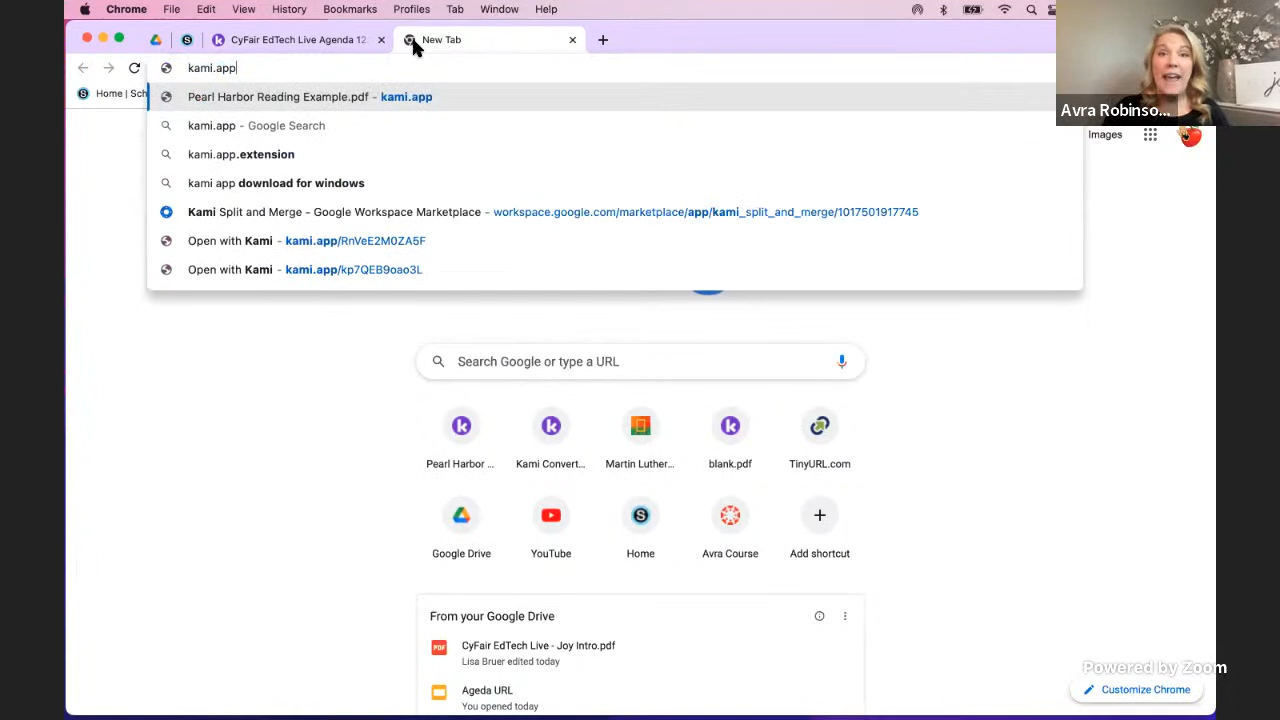 Chrome File Edit View History Bookmarks Profiles Tab Window Help
CyFair EdTech Live Agenda 12
New Tab
kami.app
Home | Sch
Pearl Harbor Reading Example.pdf - kami.app
kami.app - Google Search
kami.app.extension
kami app download for windows
Kami Split and Merge - Google Workspace Marketplace - workspace.google.com/marketplace/app/kami_split_and_merge/1017501917745
Open with Kami - kami.app/RnVeE2M0ZA5F
Open with Kami - kami.app/kp7QEB9oao3L
Avra Robinso...
Images
Search Google or type a URL
Pearl Harbor ... Kami Convert... Martin Luther... blank.pdf TinyURL.com
Google Drive YouTube Home Avra Course Add shortcut
From your Google Drive
PDF CyFair EdTech Live - Joy Intro.pdf
Lisa Bruer edited today
Ageda URL
You opened today
Powered by Zoom
Customize Chrome